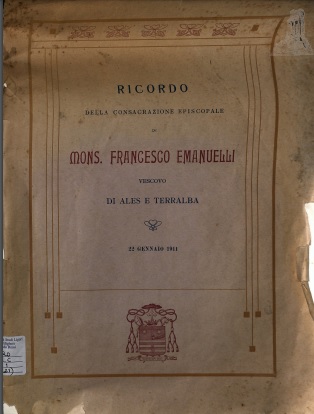 RICORDO
DELLA CONSACRAZIONE EPISCOPALE
DI
MONS. FRANCESCO EMANUELLI
VESCOVO
DI ALES E TERRALBA
22 GENNAIO 1911